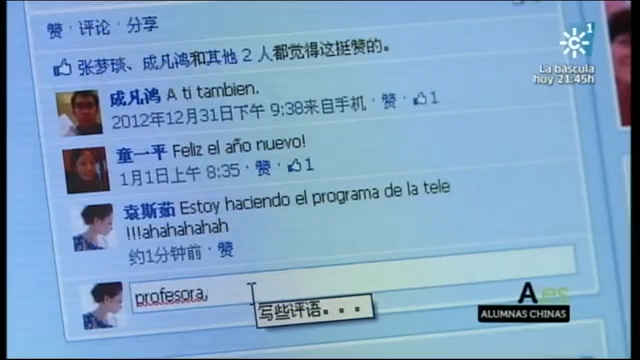 赞 · 评论 · 分享
张梦琰、成凡鸿和其他 2 人都觉得这挺赞的。
成凡鸿 A ti tambien.
2012年12月31日下午 9:38来自手机 · 赞 · 1
童一平 Feliz el año nuevo!
1月1日上午 8:35 · 赞 · 1
袁斯茹 Estoy haciendo el programa de la tele
!!!ahahahahah
约1分钟前 · 赞
profesora,
写些评语...
C1
La báscula
hoy 21:45h
A.es
ALUMNAS CHINAS